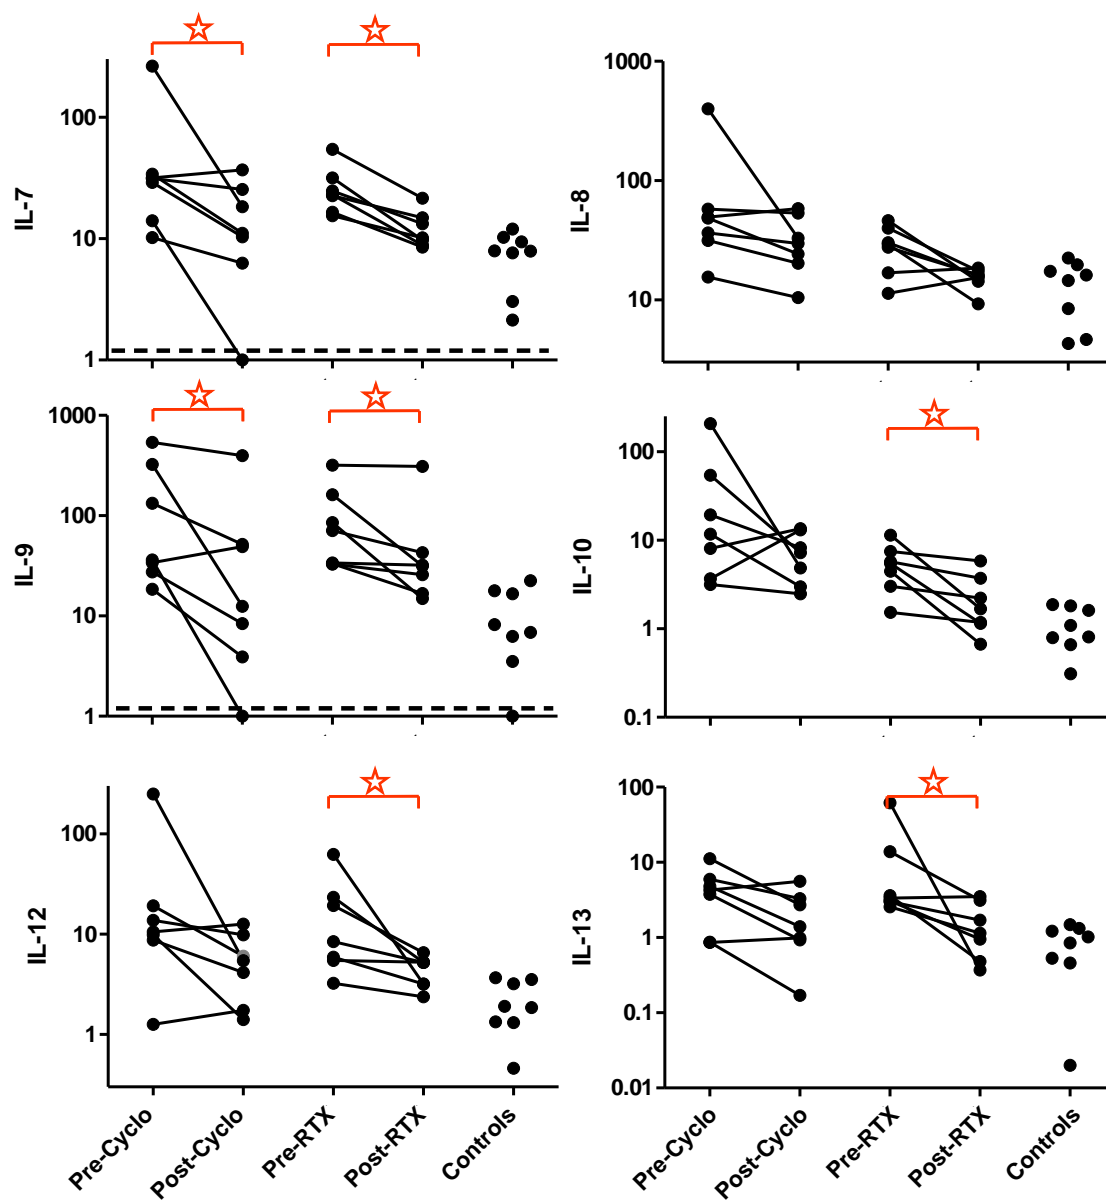 IL-7
100
10
1
IL-8
1000
100
10
IL-9
1000
100
10
1
IL-10
100
10
1
0.1
IL-12
100
10
1
IL-13
100
10
1
0.1
0.01
Pre-Cyclo
Post-Cyclo
Pre-RTX
Post-RTX
Controls
Pre-Cyclo
Post-Cyclo
Pre-RTX
Post-RTX
Controls